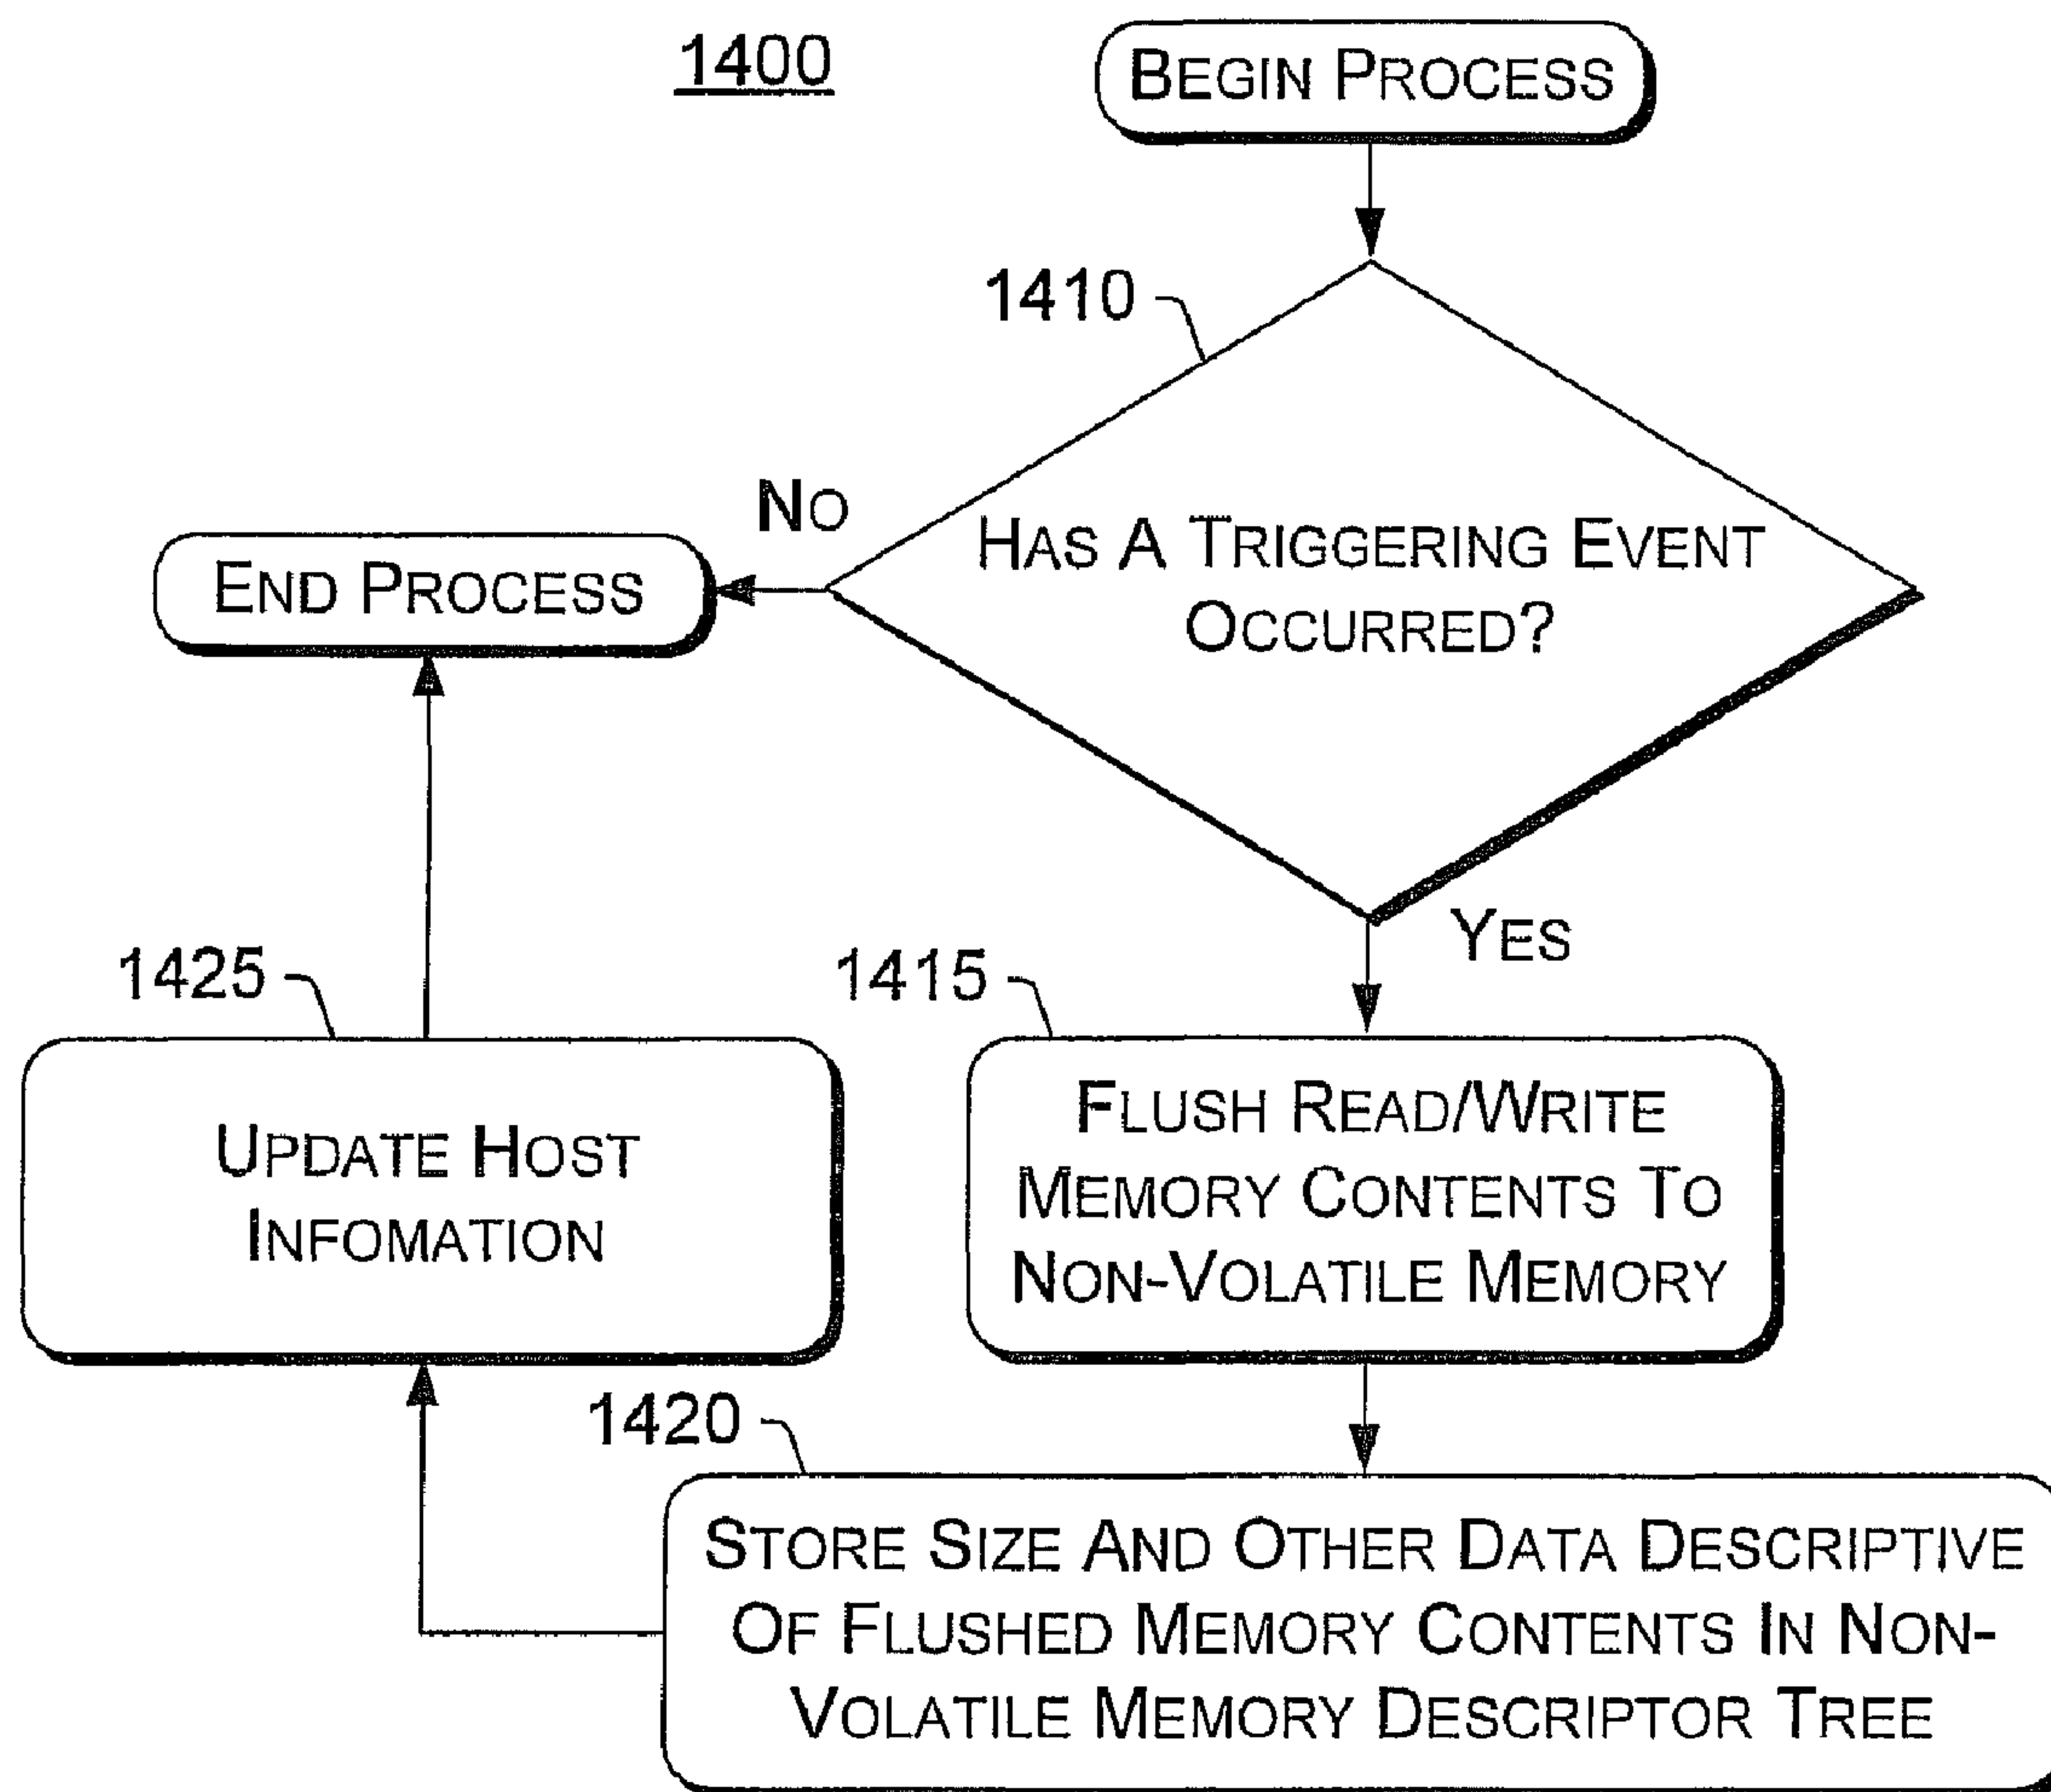 1400
BEGIN PROCESS
1410
HAS A TRIGGERING EVENT
OCCURRED?
NO
END PROCESS
YES
1415
FLUSH READ/WRITE
MEMORY CONTENTS TO
NON-VOLATILE MEMORY
1420
STORE SIZE AND OTHER DATA DESCRIPTIVE
OF FLUSHED MEMORY CONTENTS IN NON-
VOLATILE MEMORY DESCRIPTOR TREE
1425
UPDATE HOST
INFOMATION